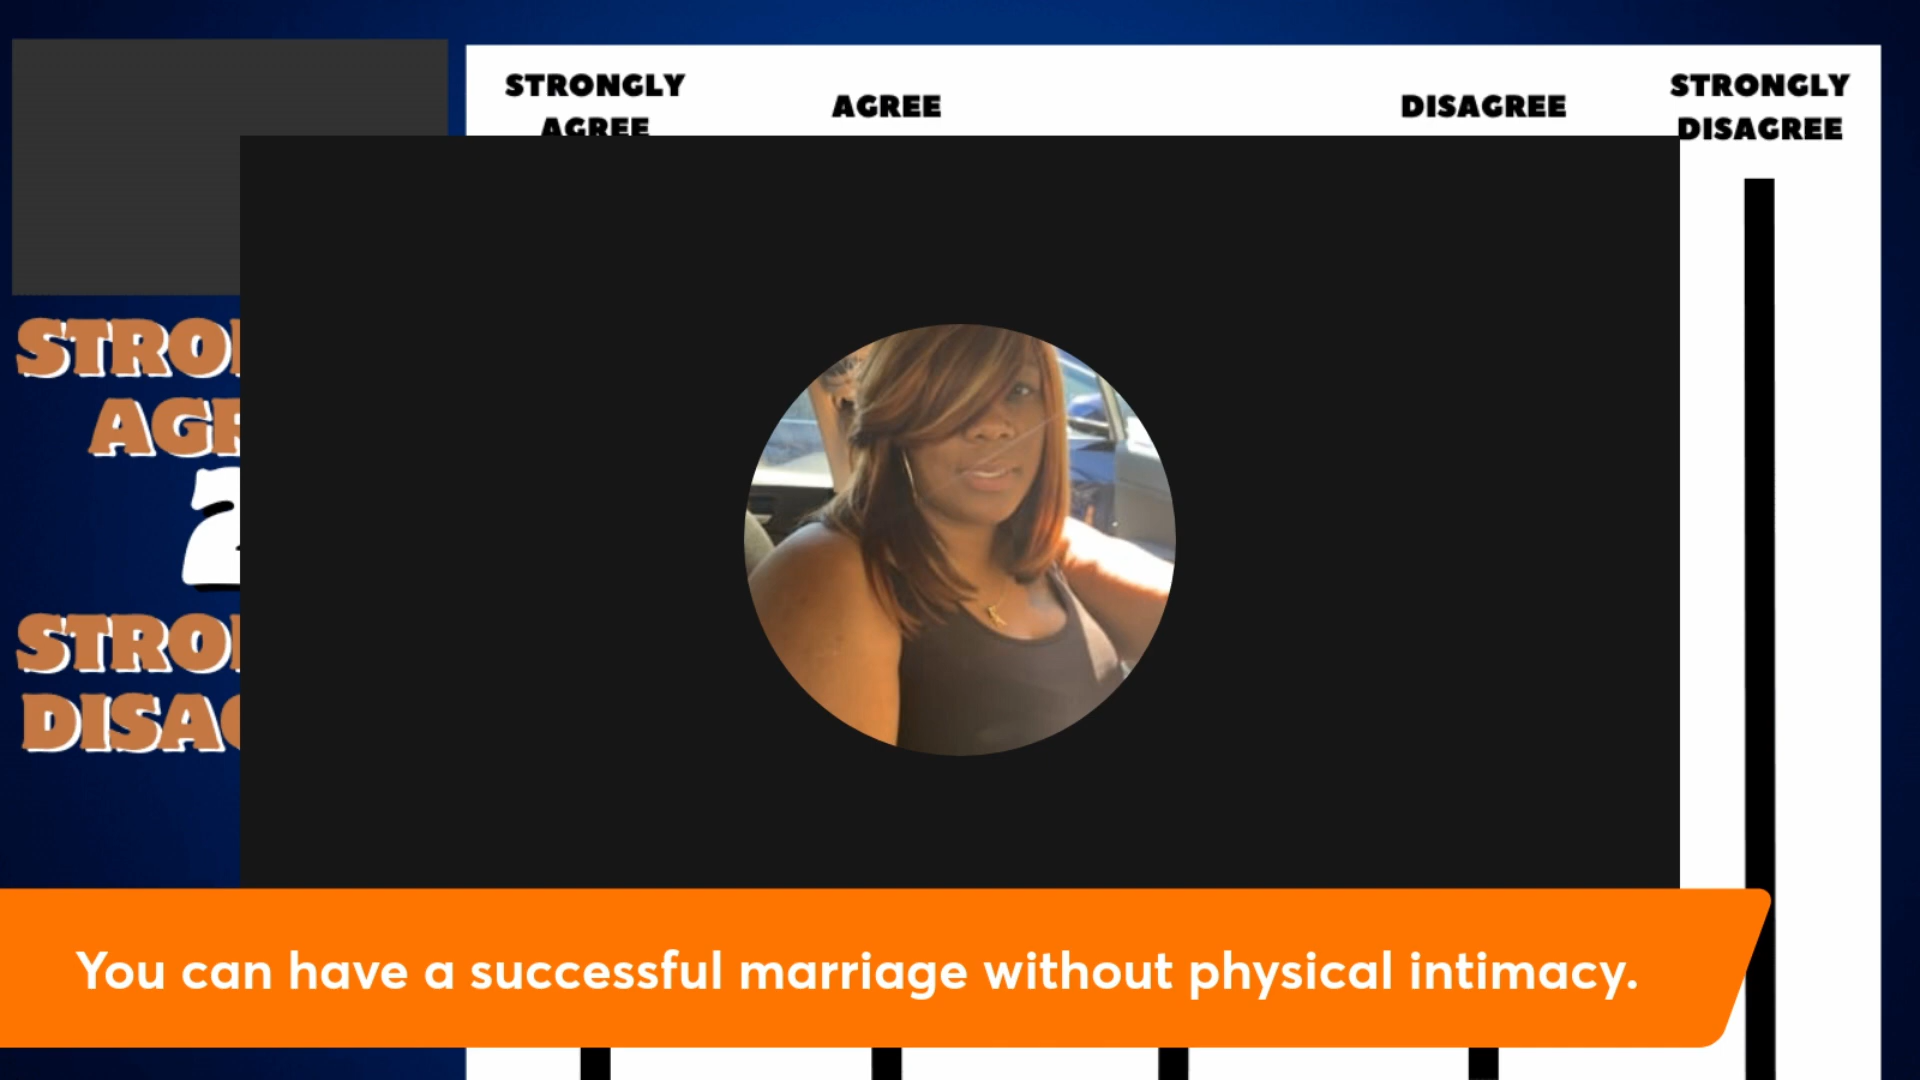 STRONGLY
AGREE
AGREE
DISAGREE
STRONGLY
DISAGREE
You can have a successful marriage without physical intimacy.